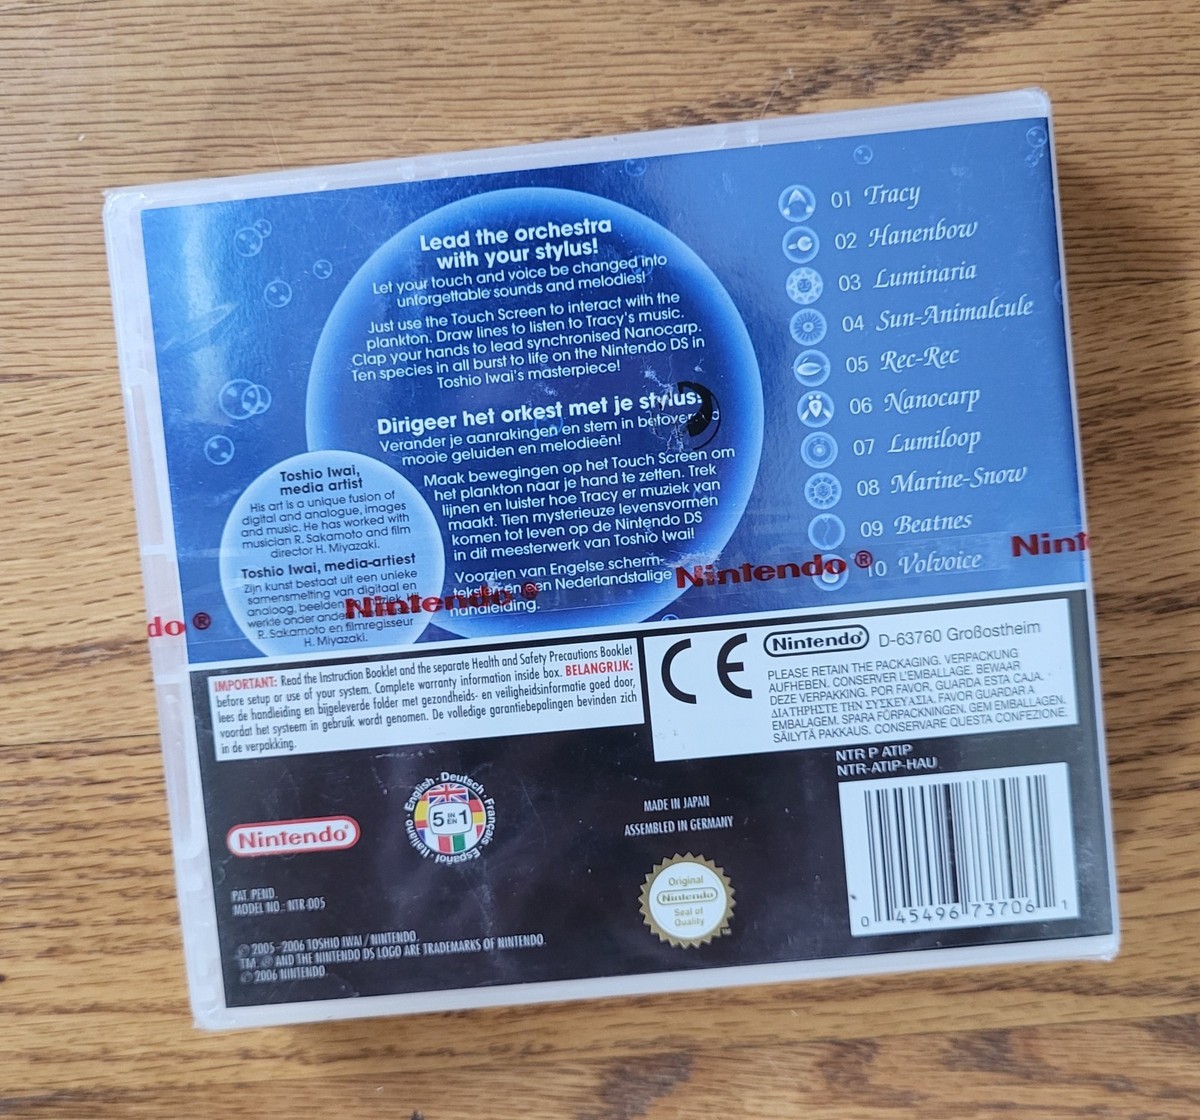 Lead the orchestra
with your stylus!
Let your touch and voice be changed into
unforgettable sounds and melodies!
Just use the Touch Screen to interact with the
plankton. Draw lines to listen to Tracy's music.
Clap your hands to lead synchronised Nanocarp.
Ten species in all burst to life on the Nintendo DS in
Toshio Iwai's masterpiece!
Dirigeer het orkest met je stylus!
Verander je aanrakingen en stem in
mooie geluiden en melodieën!
Maak bewegingen op het Touch Screen om
het plankton naar je hand te zetten. Trek
lijnen en luister hoe Tracy er muziek van
maakt. Tien mysterieuze levensvormen
komen tot leven op de Nintendo DS
in dit meesterwerk van Toshio Iwai!
Voorzien van Engelse scherm-
een Nederlandstalige
handleiding.
Toshio Iwai,
media artist
His art is a unique fusion of
digital and analogue, images
and music. He has worked with
musician R. Sakamoto and film
director H. Miyazaki.
Toshio Iwai, media-artiest
Zijn kunst bestaat uit een unieke
samensmelting van digitaal en
analoog, beelden
werkte onder andere
R. Sakamoto en filmregisseur
H. Miyazaki.
01 Tracy
02 Hanenbow
03 Luminaria
04 Sun-Animalcule
05 Rec-Rec
06 Nanocarp
07 Lumiloop
08 Marine-Snow
09 Beatnes
10 Volvoice
do®
Nintendo®
Nintendo®
Nint
IMPORTANT: Read the Instruction Booklet and the separate Health and Safety Precautions Booklet
before setup or use of your system. Complete warranty information inside box. BELANGRIJK:
lees de handleiding en bijgeleverde folder met gezondheids- en veiligheidsinformatie goed door,
voordat het systeem in gebruik wordt genomen. De volledige garantiebepalingen bevinden zich
in de verpakking.
CE
Nintendo® D-63760 Großostheim
PLEASE RETAIN THE PACKAGING. VERPACKUNG
AUFHEBEN. CONSERVER L'EMBALLAGE. BEWAAR
DEZE VERPAKKING. POR FAVOR, GUARDA ESTA CAJA.
ΔΙΑΤΗΡΗΣΤΕ ΤΗΝ ΣΥΣΚΕΥΑΣΙΑ. FAVOR GUARDAR A
EMBALAGEM. SPARA FÖRPACKNINGEN. GEM EMBALLAGEN.
SÄILYTÄ PAKKAUS. CONSERVARE QUESTA CONFEZIONE.
NTR P ATIP
NTR-ATIP-HAU
Nintendo®
English · Deutsch · Français · Español · Italiano
5 IN EN 1
MADE IN JAPAN
ASSEMBLED IN GERMANY
Original
Nintendo
Seal of
Quality
TM
PAT. PEND.
MODEL NO.: NTR-005
© 2005–2006 TOSHIO IWAI / NINTENDO.
TM, ® AND THE NINTENDO DS LOGO ARE TRADEMARKS OF NINTENDO.
© 2006 NINTENDO.
0 45496 73706 1